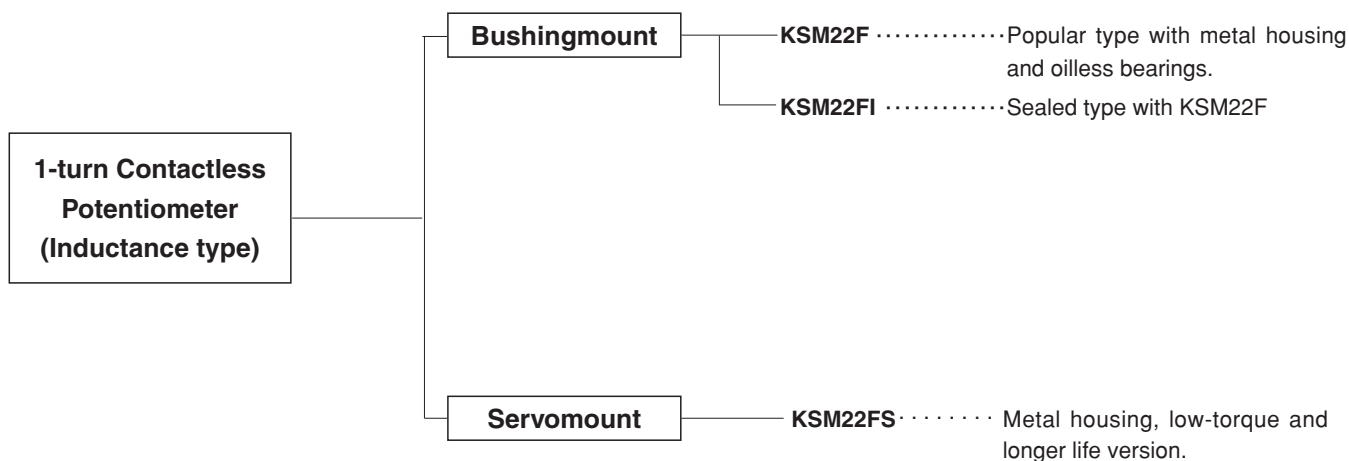 1-turn Contactless
Potentiometer
(Inductance type)
Bushingmount
KSM22F ·············· Popular type with metal housing
and oilless bearings.
KSM22FI ············· Sealed type with KSM22F
Servomount
KSM22FS ········ Metal housing, low-torque and
longer life version.